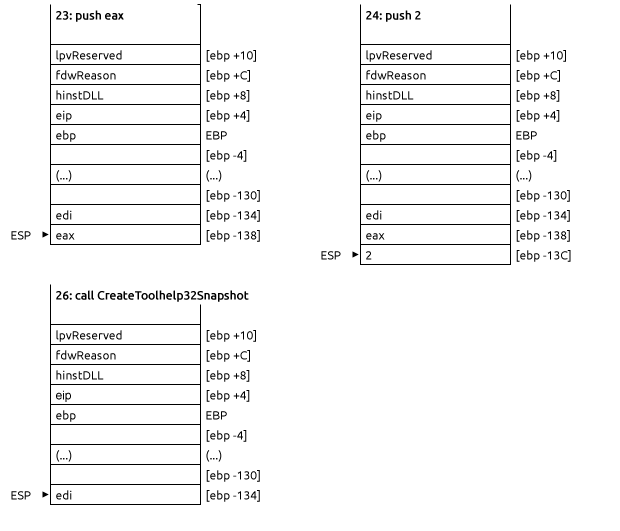 23: push eax
lpvReserved [ebp +10]
fdwReason [ebp +C]
hinstDLL [ebp +8]
eip [ebp +4]
ebp EBP
[ebp -4]
(...) (...)
[ebp -130]
edi [ebp -134]
ESP eax [ebp -138]
24: push 2
lpvReserved [ebp +10]
fdwReason [ebp +C]
hinstDLL [ebp +8]
eip [ebp +4]
ebp EBP
[ebp -4]
(...) (...)
[ebp -130]
edi [ebp -134]
eax [ebp -138]
ESP 2 [ebp -13C]
26: call CreateToolhelp32Snapshot
lpvReserved [ebp +10]
fdwReason [ebp +C]
hinstDLL [ebp +8]
eip [ebp +4]
ebp EBP
[ebp -4]
(...) (...)
[ebp -130]
ESP edi [ebp -134]